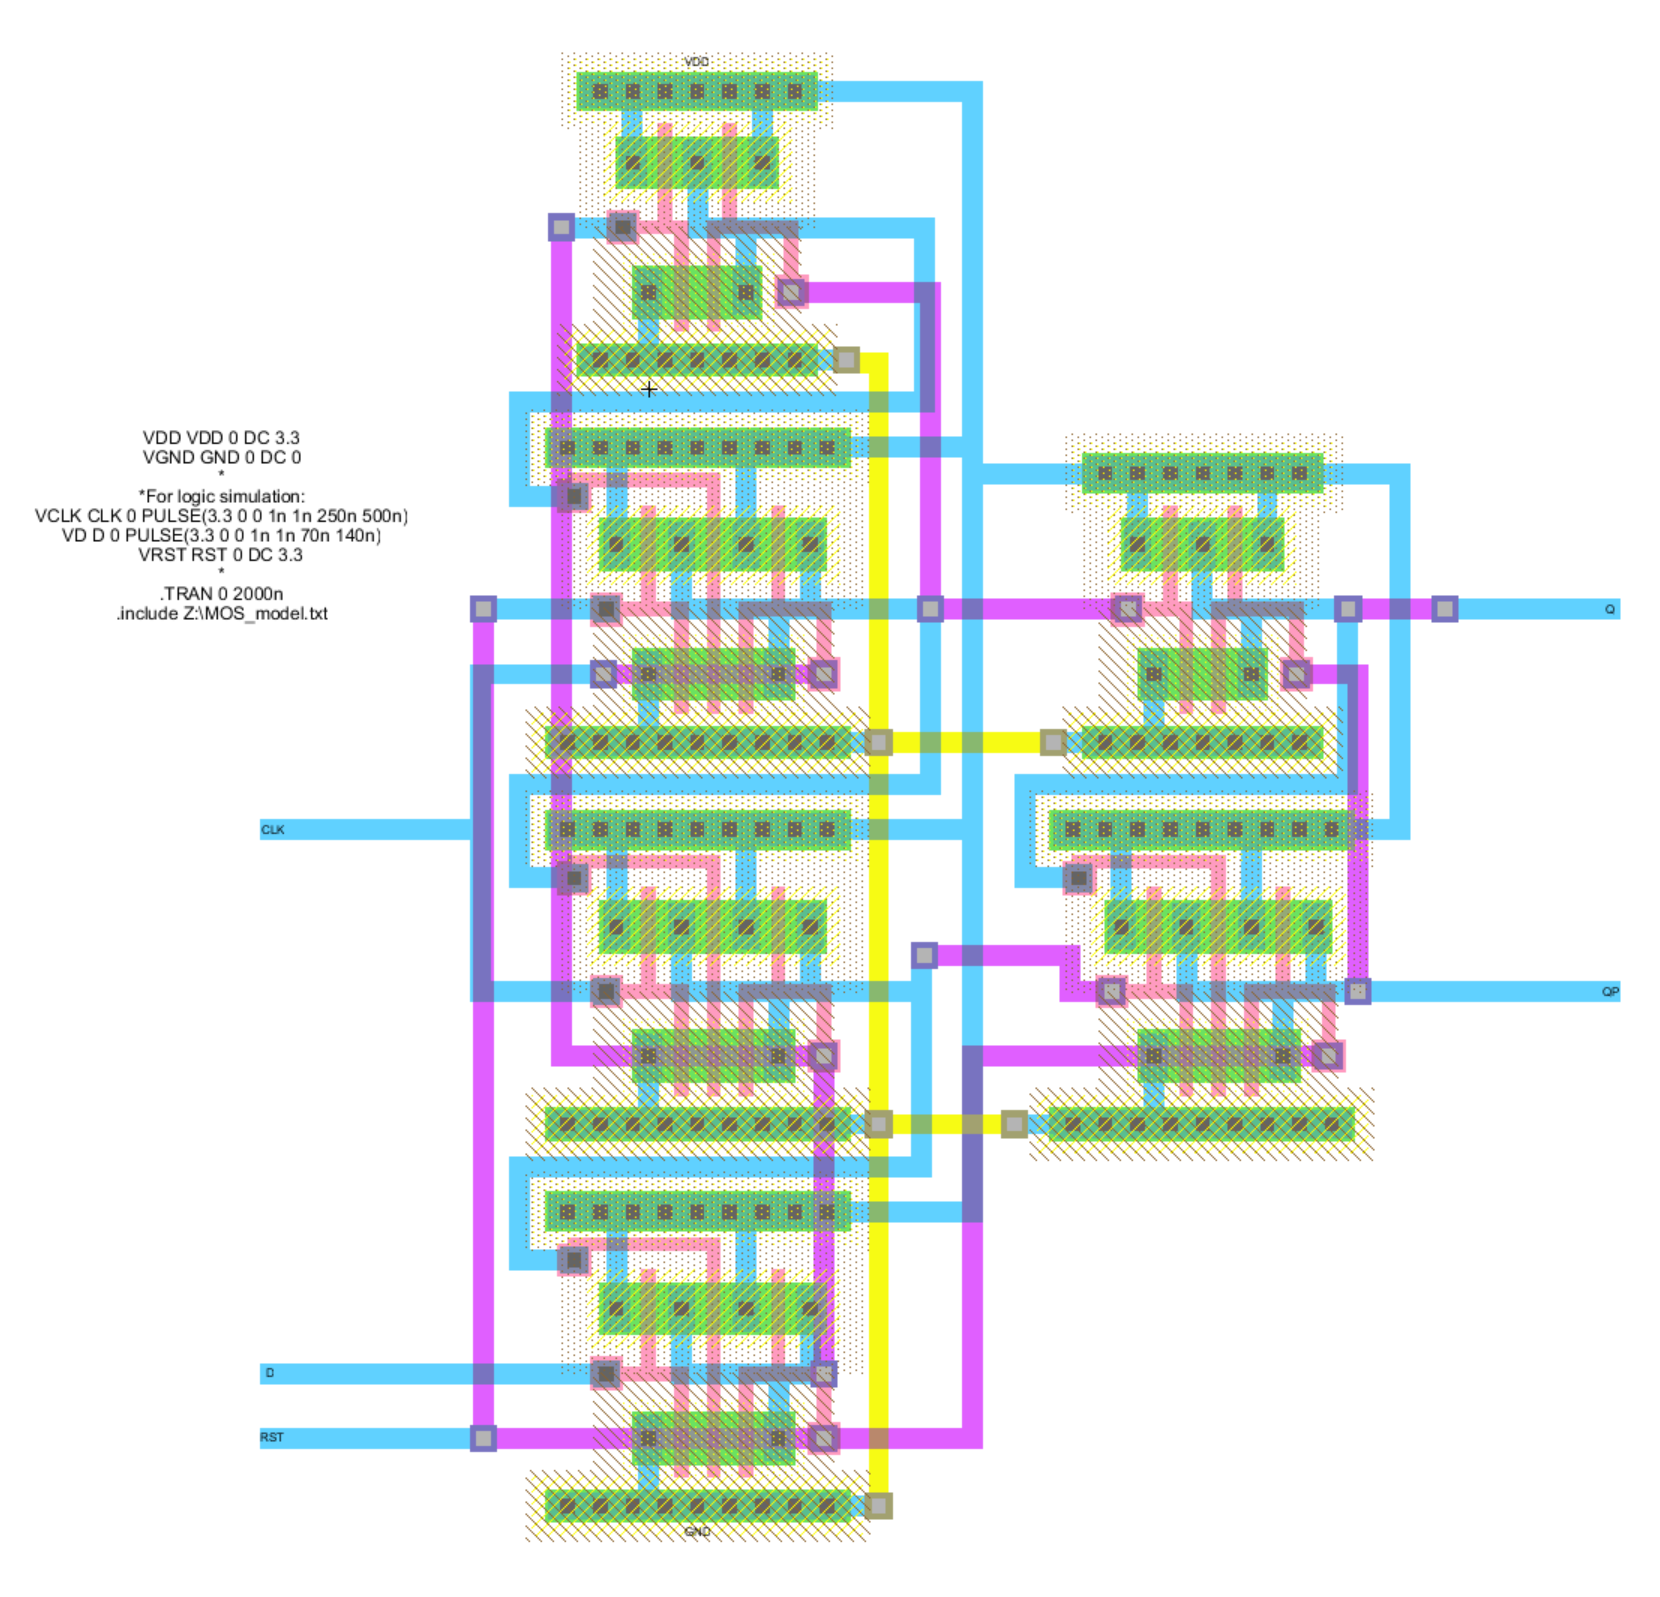 VDD
VDD VDD 0 DC 3.3
VGND GND 0 DC 0
*
*For logic simulation:
VCLK CLK 0 PULSE(3.3 0 0 1n 1n 250n 500n)
VD D 0 PULSE(3.3 0 0 1n 1n 70n 140n)
VRST RST 0 DC 3.3
*
.TRAN 0 2000n
.include Z:\MOS_model.txt
Q
CLK
QP
D
RST
GND